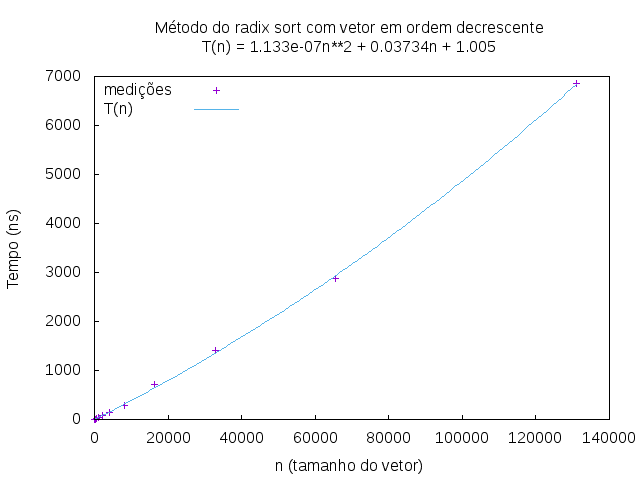 Método do radix sort com vetor em ordem decrescente
T(n) = 1.133e-07n**2 + 0.03734n + 1.005
7000
6000
5000
4000
3000
2000
1000
0
medições
T(n)
Tempo (ns)
0 20000 40000 60000 80000 100000 120000 140000
n (tamanho do vetor)